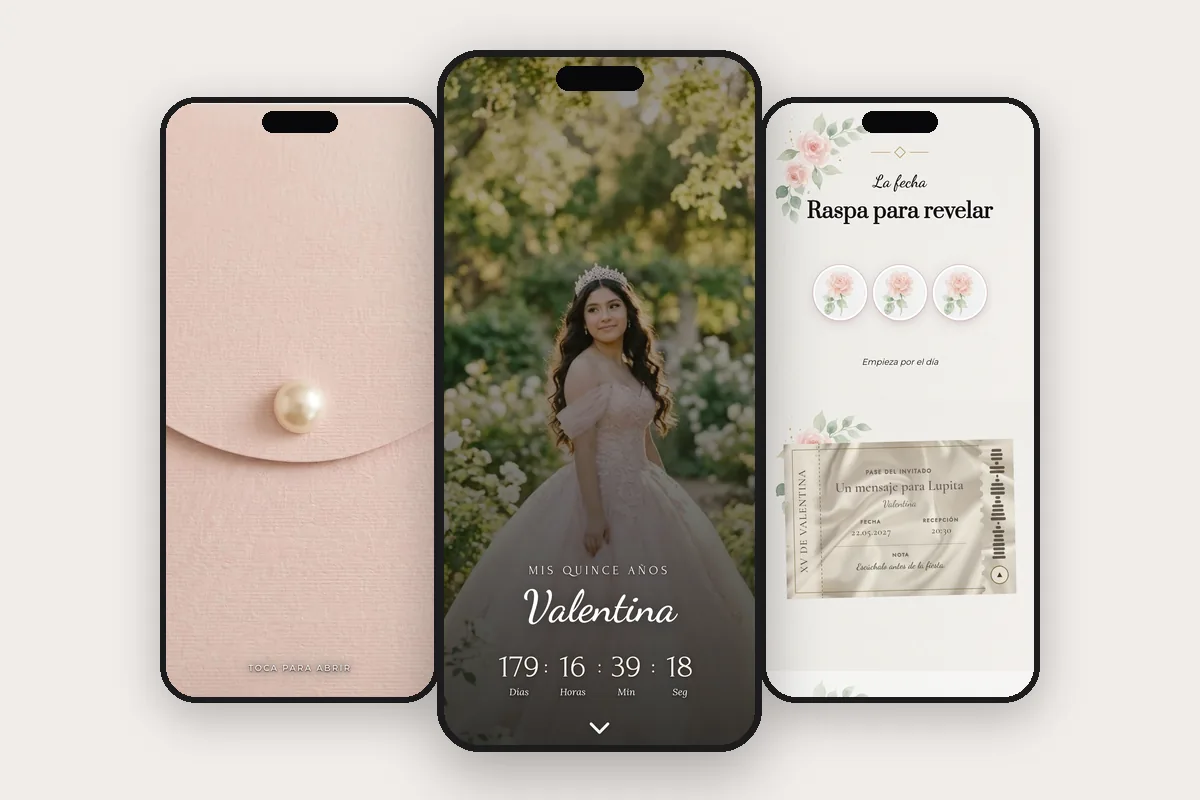 TOCA PARA ABRIR
MIS QUINCE AÑOS
Valentina
179 : 16 : 39 : 18
Días Horas Min Seg
La fecha
Raspa para revelar
Empieza por el día
XV DE VALENTINA
PASE DEL INVITADO
Un mensaje para Lupita
Valentina
FECHA RECEPCIÓN
22.05.2027 20:30
NOTA
Escúchalo antes de la fiesta.